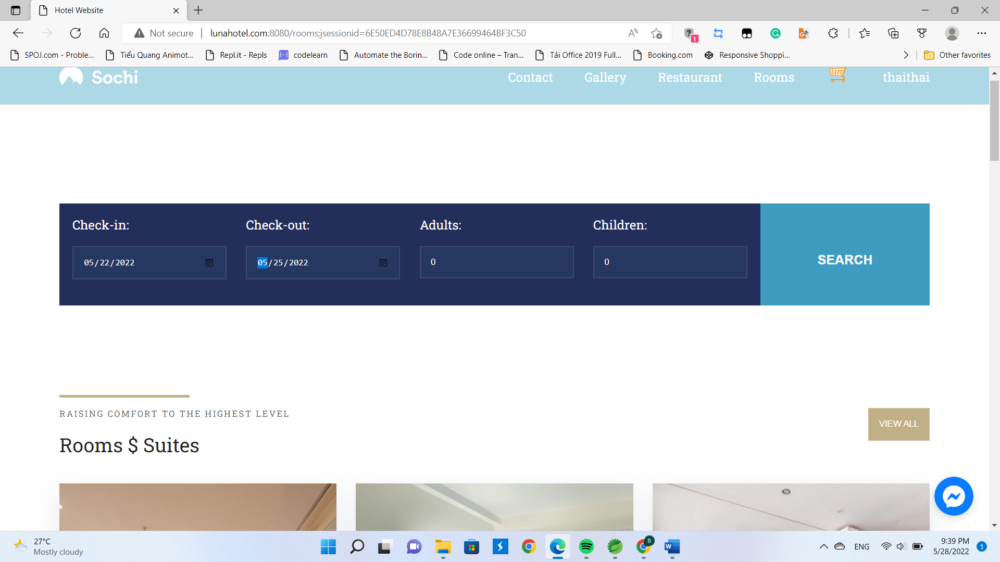 Hotel Website
Not secure lunahotel.com:8080/rooms;jsessionid=6E50ED4D78E8B48A7E36699464BF3C50
1
SPOJ.com - Proble... Tiểu Quang Animot... Repl.it - Repls codelearn Automate the Borin... Code online – Tran... Tải Office 2019 Full... Booking.com Responsive Shoppi... Other favorites
Sochi Contact Gallery Restaurant Rooms thaithai
Check-in: Check-out: Adults: Children:
05/22/2022 05/25/2022 0 0 SEARCH
RAISING COMFORT TO THE HIGHEST LEVEL
VIEW ALL
Rooms $ Suites
27°C
Mostly cloudy
B
W
ENG
9:39 PM
5/28/2022
1